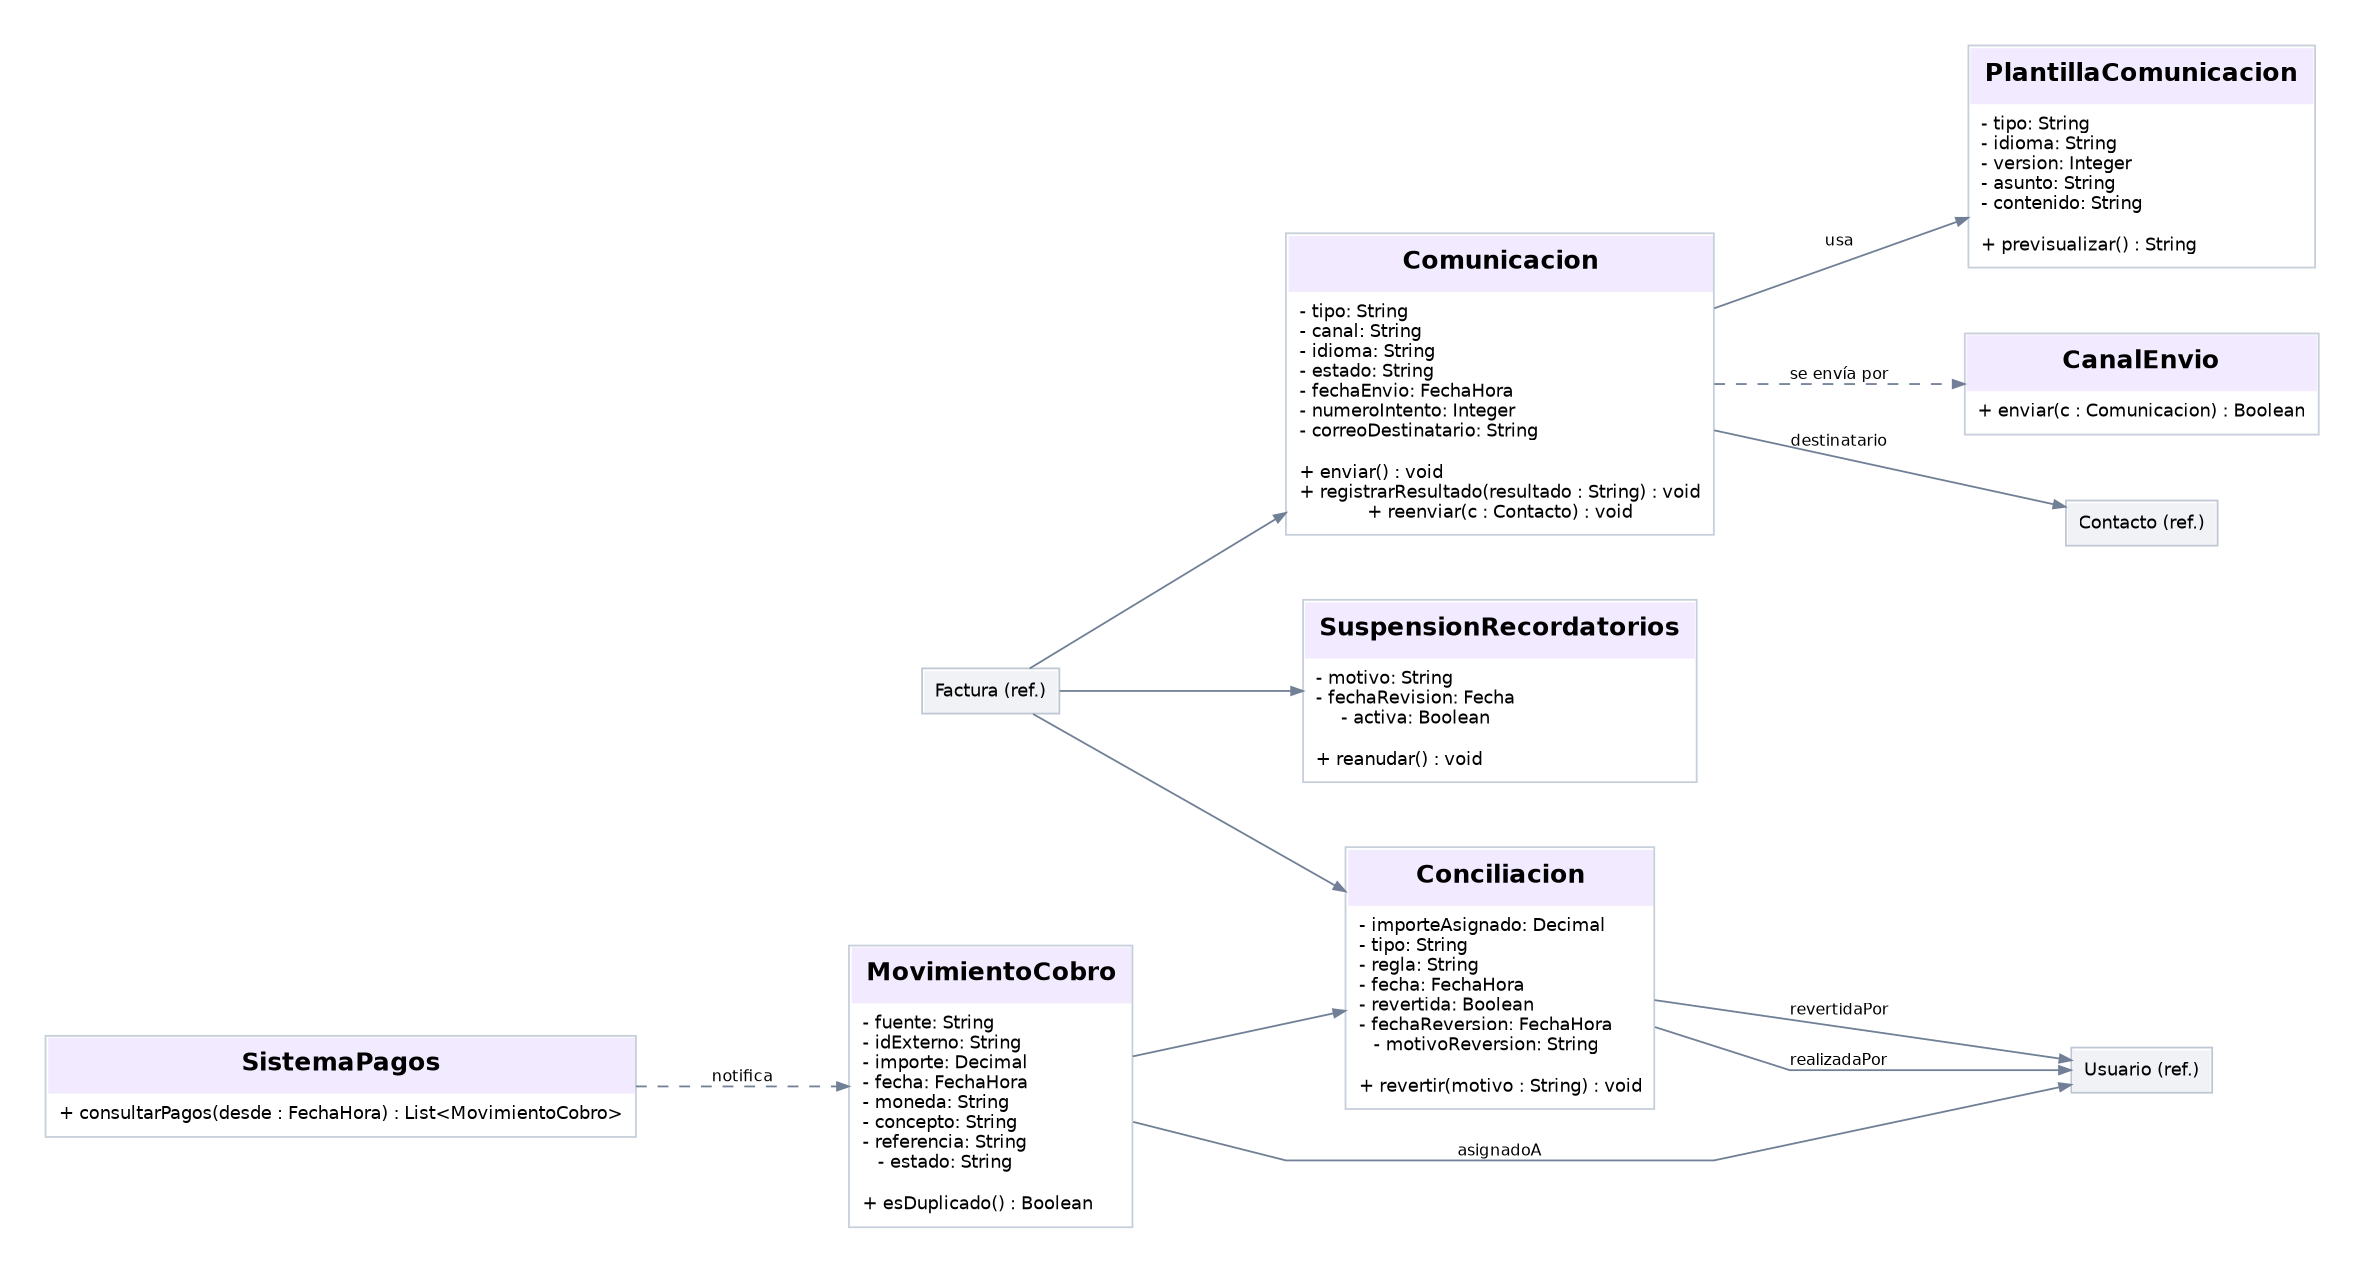 PlantillaComunicacion
- tipo: String
- idioma: String
- version: Integer
- asunto: String
- contenido: String
+ previsualizar() : String
usa
Comunicacion
- tipo: String
- canal: String
- idioma: String
- estado: String
- fechaEnvio: FechaHora
- numeroIntento: Integer
- correoDestinatario: String
+ enviar() : void
+ registrarResultado(resultado : String) : void
+ reenviar(c : Contacto) : void
se envía por
CanalEnvio
+ enviar(c : Comunicacion) : Boolean
destinatario
Contacto (ref.)
SuspensionRecordatorios
- motivo: String
- fechaRevision: Fecha
- activa: Boolean
+ reanudar() : void
Factura (ref.)
Conciliacion
- importeAsignado: Decimal
- tipo: String
- regla: String
- fecha: FechaHora
- revertida: Boolean
- fechaReversion: FechaHora
- motivoReversion: String
+ revertir(motivo : String) : void
MovimientoCobro
- fuente: String
- idExterno: String
- importe: Decimal
- fecha: FechaHora
- moneda: String
- concepto: String
- referencia: String
- estado: String
+ esDuplicado() : Boolean
SistemaPagos
+ consultarPagos(desde : FechaHora) : List<MovimientoCobro>
notifica
revertidaPor
realizadaPor
Usuario (ref.)
asignadoA